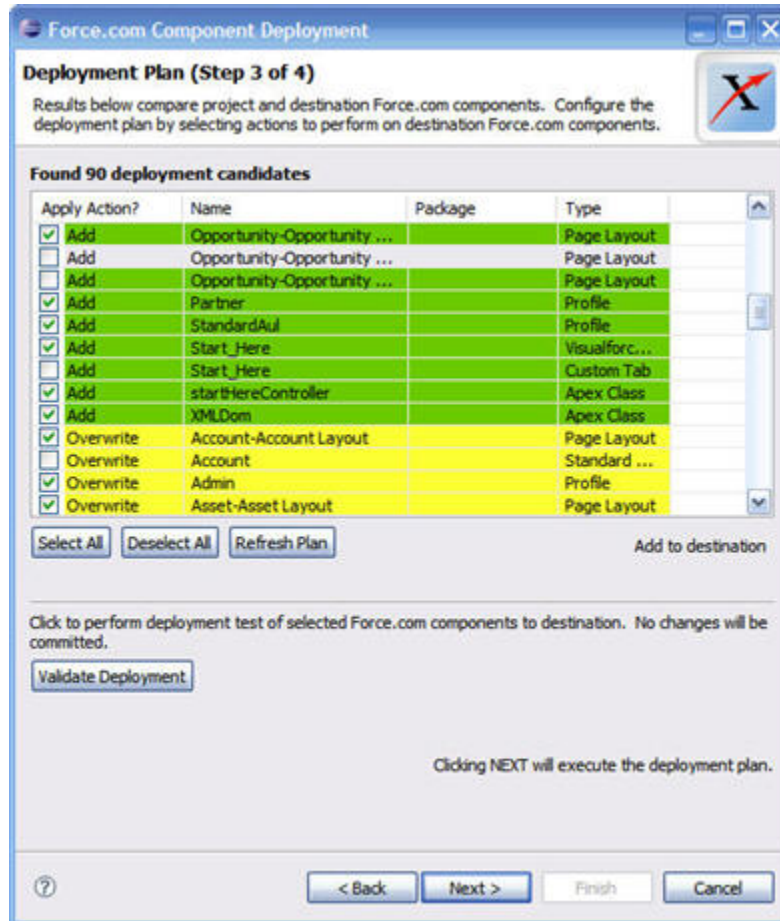 Force.com Component Deployment
Deployment Plan (Step 3 of 4)
Results below compare project and destination Force.com components. Configure the
deployment plan by selecting actions to perform on destination Force.com components.
X
Found 90 deployment candidates
Apply Action? Name Package Type
Add Opportunity-Opportunity ... Page Layout
Add Opportunity-Opportunity ... Page Layout
Add Opportunity-Opportunity ... Page Layout
Add Partner Profile
Add StandardAul Profile
Add Start_Here Visualforc...
Add Start_Here Custom Tab
Add startHereController Apex Class
Add XMLDom Apex Class
Overwrite Account-Account Layout Page Layout
Overwrite Account Standard ...
Overwrite Admin Profile
Overwrite Asset-Asset Layout Page Layout
Select All Deselect All Refresh Plan Add to destination
Click to perform deployment test of selected Force.com components to destination. No changes will be
committed.
Validate Deployment
Clicking NEXT will execute the deployment plan.
? < Back Next > Finish Cancel